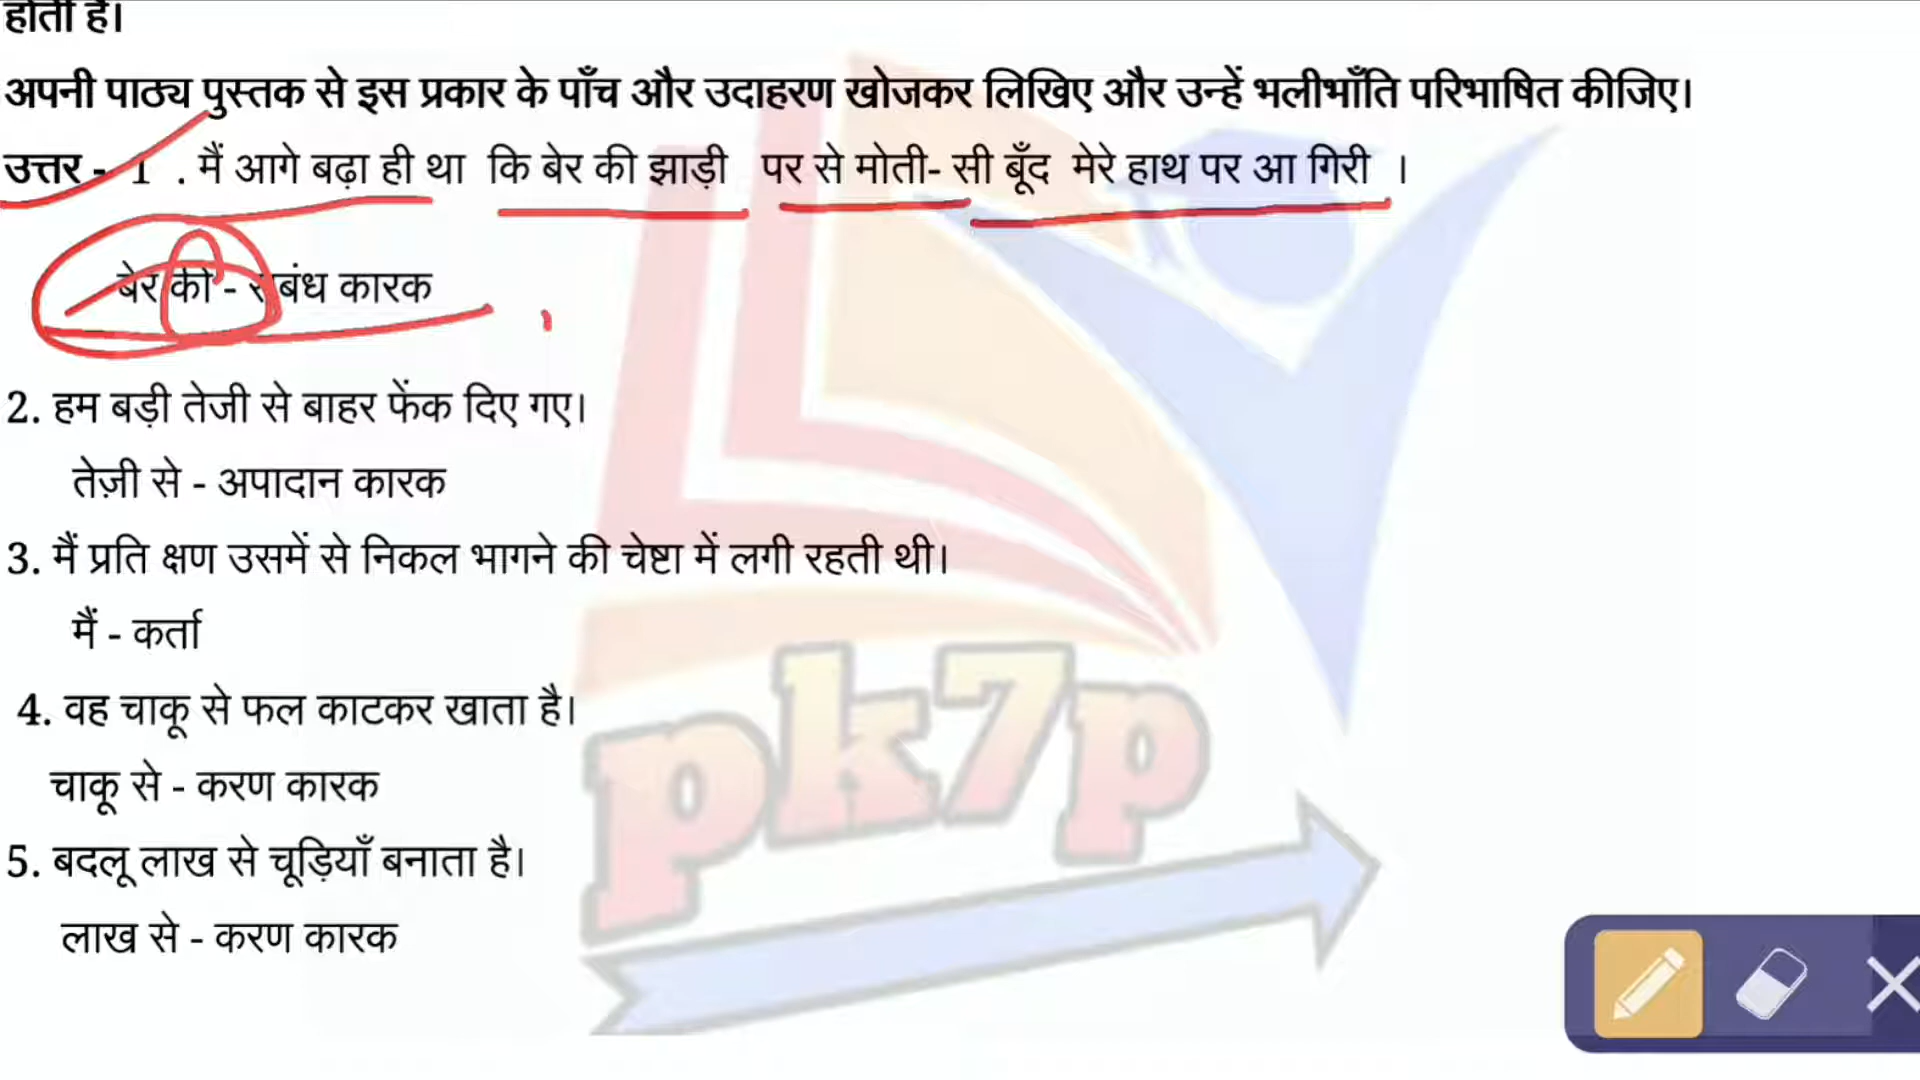 होती है।
अपनी पाठ्य पुस्तक से इस प्रकार के पाँच और उदाहरण खोजकर लिखिए और उन्हें भलीभाँति परिभाषित कीजिए।
उत्तर - 1 . मैं आगे बढ़ा ही था कि बेर की झाड़ी पर से मोती- सी बूँद मेरे हाथ पर आ गिरी ।
बेर की - संबंध कारक
2. हम बड़ी तेजी से बाहर फेंक दिए गए।
तेज़ी से - अपादान कारक
3. मैं प्रति क्षण उसमें से निकल भागने की चेष्टा में लगी रहती थी।
मैं - कर्ता
4. वह चाकू से फल काटकर खाता है।
चाकू से - करण कारक
5. बदलू लाख से चूड़ियाँ बनाता है।
लाख से - करण कारक
pk7p